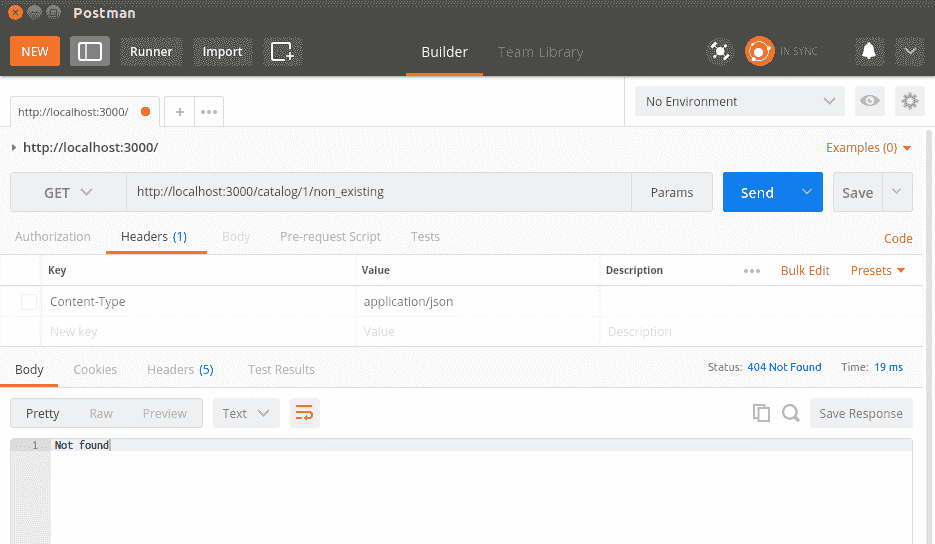 Postman
NEW Runner Import Builder Team Library IN SYNC
http://localhost:3000/ + ••• No Environment
http://localhost:3000/ Examples (0)
GET http://localhost:3000/catalog/1/non_existing Params Send Save
Authorization Headers (1) Body Pre-request Script Tests Code
Key Value Description ••• Bulk Edit Presets
Content-Type application/json
New key Value Description
Body Cookies Headers (5) Test Results Status: 404 Not Found Time: 19 ms
Pretty Raw Preview Text Save Response
1 Not found